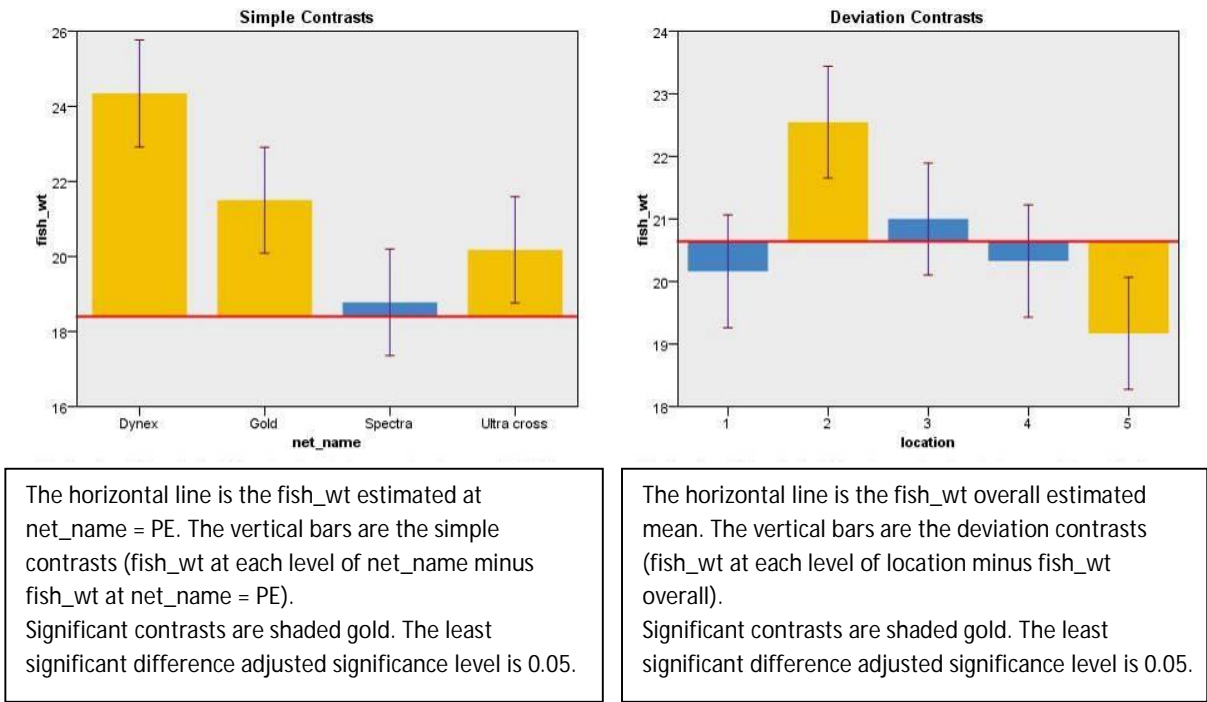 Simple Contrasts
26
24
22
20
18
16
fish_wt
Dynex Gold Spectra Ultra cross
net_name
Deviation Contrasts
24
23
22
21
20
19
18
fish_wt
1 2 3 4 5
location
The horizontal line is the fish_wt estimated at
net_name = PE. The vertical bars are the simple
contrasts (fish_wt at each level of net_name minus
fish_wt at net_name = PE).
Significant contrasts are shaded gold. The least
significant difference adjusted significance level is 0.05.
The horizontal line is the fish_wt overall estimated
mean. The vertical bars are the deviation contrasts
(fish_wt at each level of location minus fish_wt
overall).
Significant contrasts are shaded gold. The least
significant difference adjusted significance level is 0.05.